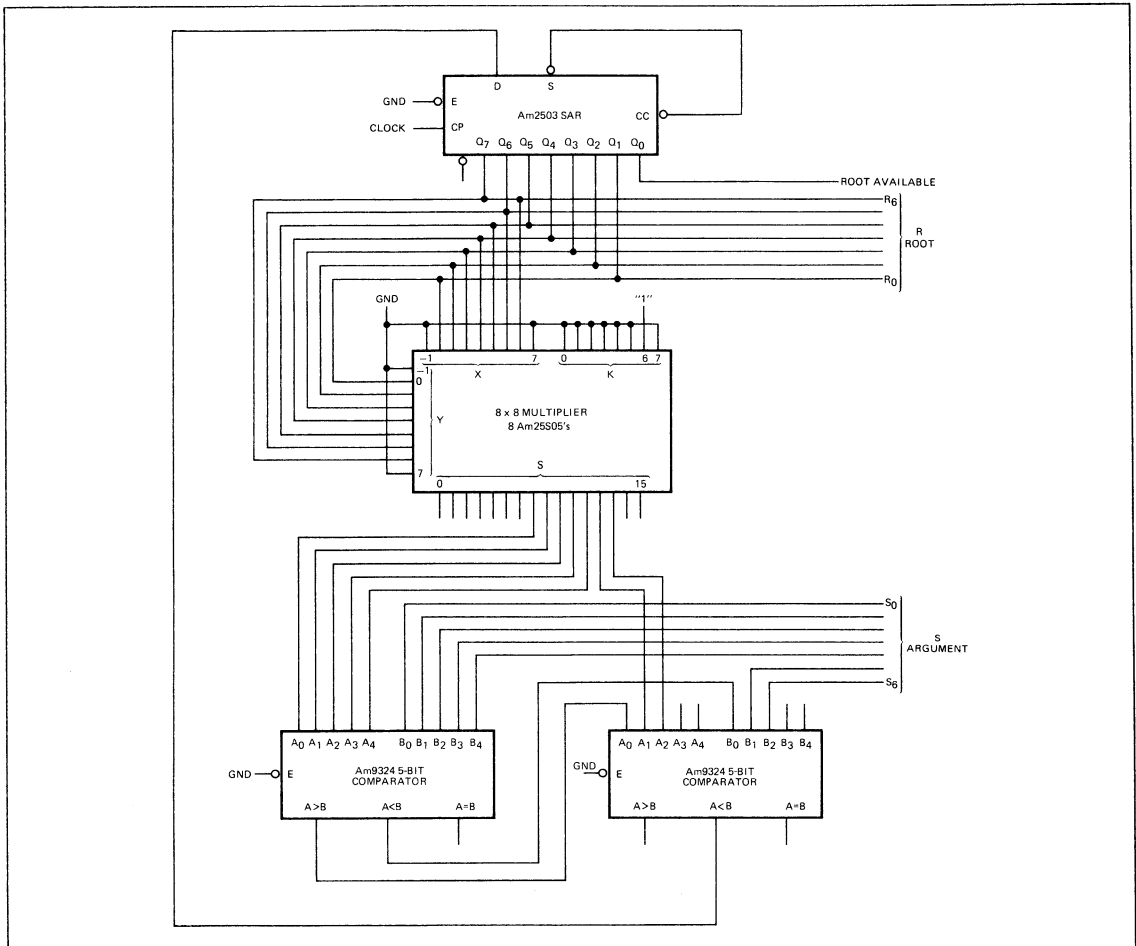 D S
GND E Am2503 SAR CC
CLOCK CP
Q7 Q6 Q5 Q4 Q3 Q2 Q1 Q0
ROOT AVAILABLE
R6
R
ROOT
R0
GND "1"
-1 7 0 6 7
X K
-1
0
Y
8 x 8 MULTIPLIER
8 Am25S05's
S
7
0 15
S0
S
ARGUMENT
S6
A0 A1 A2 A3 A4 B0 B1 B2 B3 B4
GND E
Am9324 5-BIT
COMPARATOR
A>B A<B A=B
A0 A1 A2 A3 A4 B0 B1 B2 B3 B4
GND E
Am9324 5-BIT
COMPARATOR
A>B A<B A=B